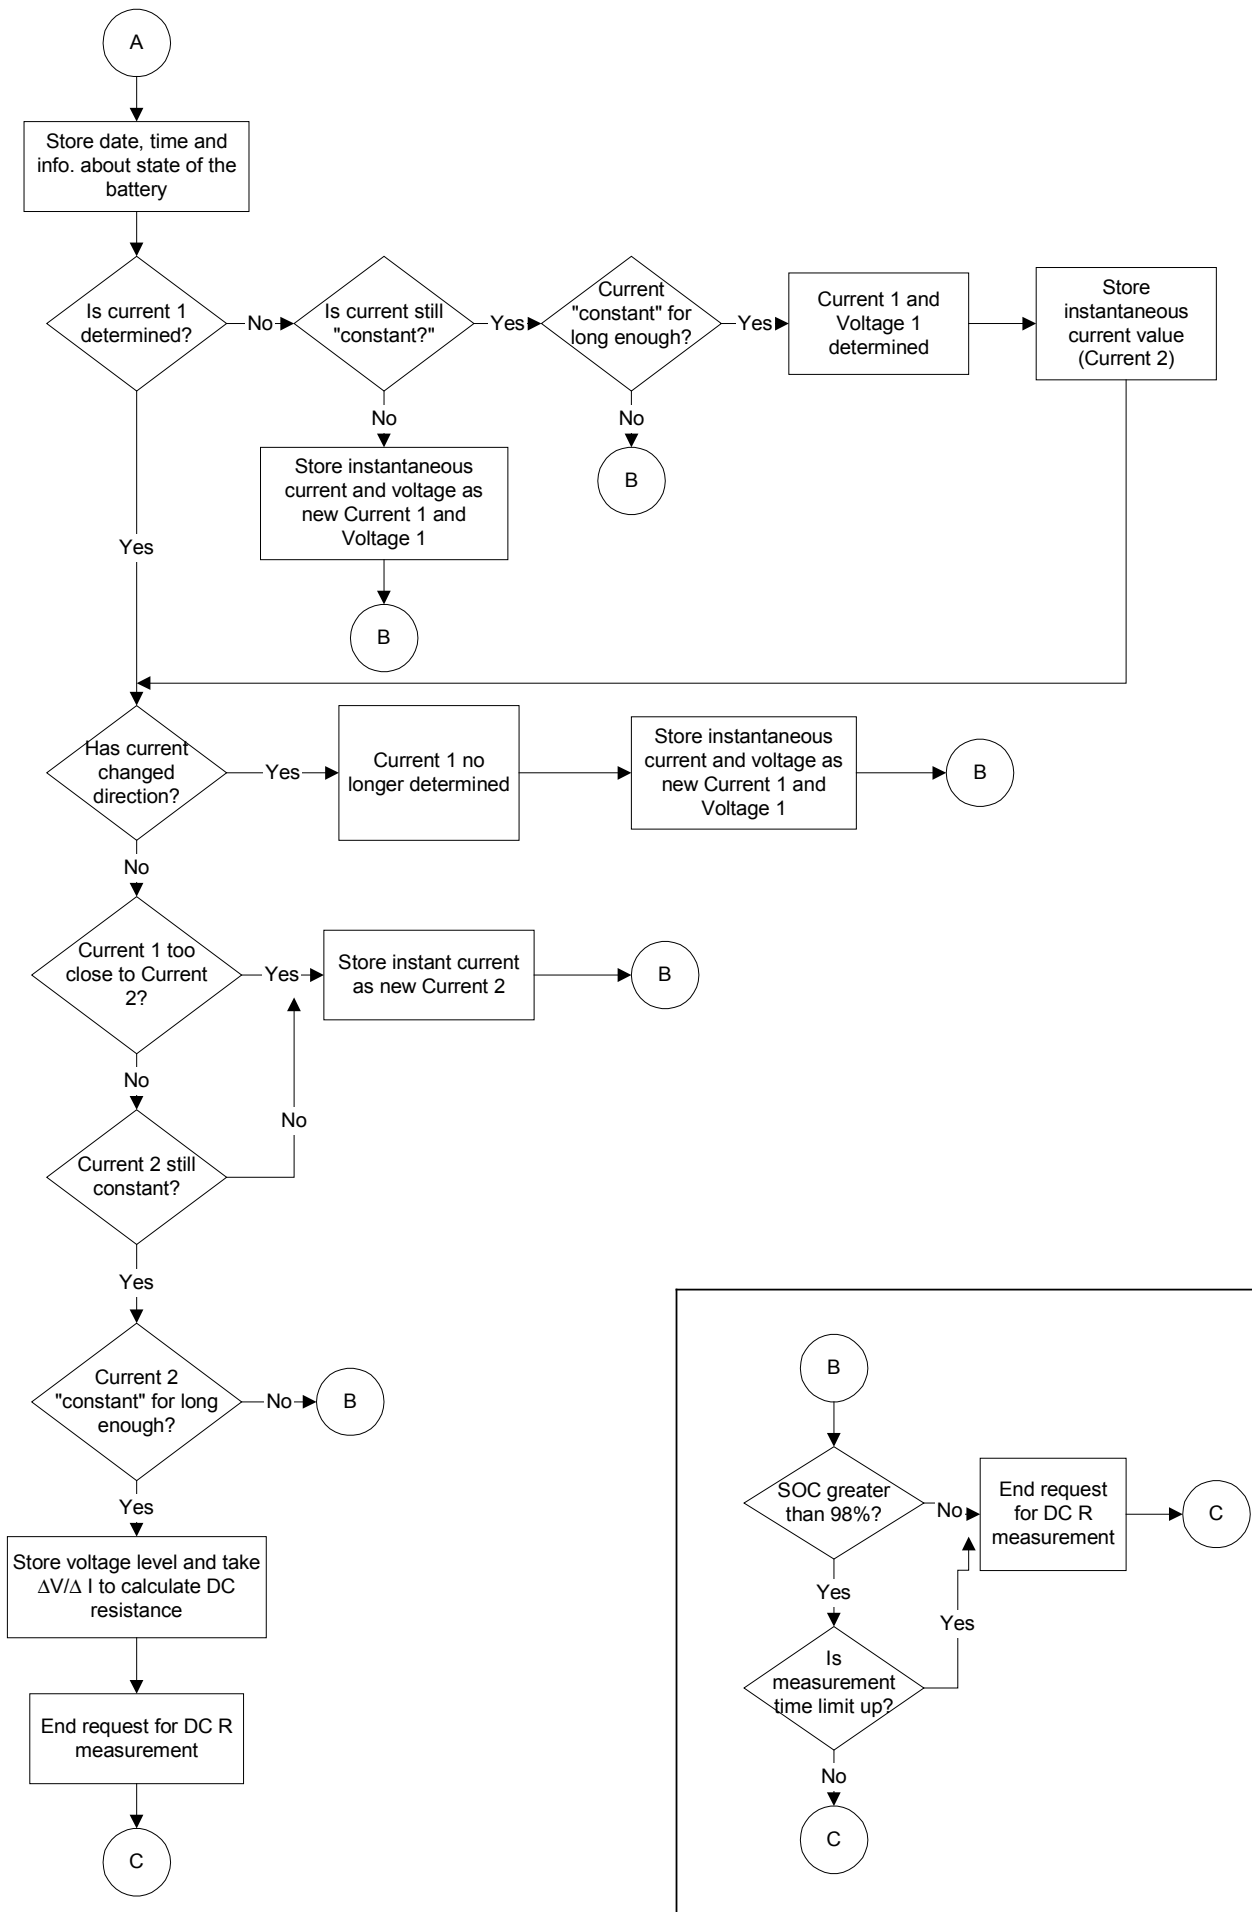 A
Store date, time and
info. about state of the
battery
Is current 1
determined?
No
Is current still
"constant?"
Yes
Current
"constant" for
long enough?
Yes
Current 1 and
Voltage 1
determined
Store
instantaneous
current value
(Current 2)
No
Store instantaneous
current and voltage as
new Current 1 and
Voltage 1
B
No
B
Yes
Has current
changed
direction?
Yes
Current 1 no
longer determined
Store instantaneous
current and voltage as
new Current 1 and
Voltage 1
B
No
Current 1 too
close to Current
2?
Yes
Store instant current
as new Current 2
B
No
No
Current 2 still
constant?
Yes
Current 2
"constant" for long
enough?
No
B
Yes
Store voltage level and take
ΔV/Δ I to calculate DC
resistance
End request for DC R
measurement
C
B
SOC greater
than 98%?
No
End request
for DC R
measurement
C
Yes
Is
measurement
time limit up?
Yes
No
C